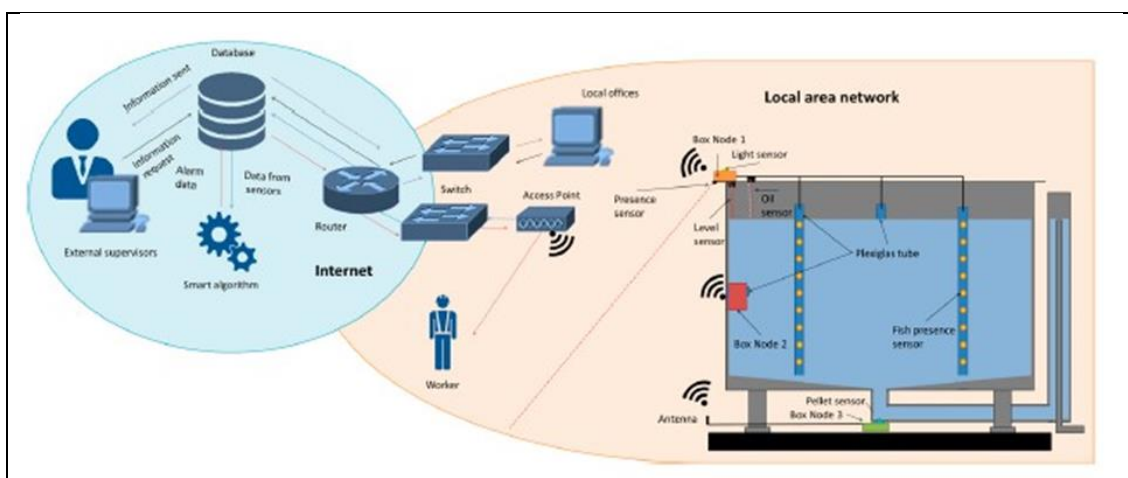 Database
Information sent
Information
request
Alarm
data
Data from
sensors
External supervisors
Smart algorithm
Internet
Router
Switch
Access Point
Local offices
Worker
Local area network
Box Node 1
Light sensor
Presence
sensor
Level
sensor
Oil
sensor
Plexiglas tube
Box Node 2
Fish presence
sensor
Pellet sensor
Box Node 3
Antenna